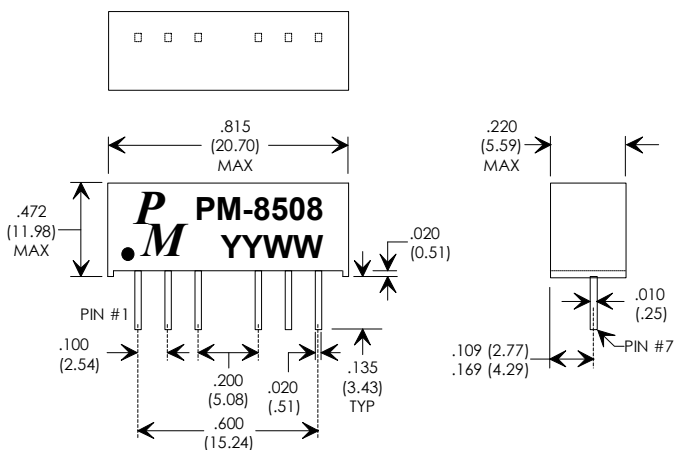 .815
(20.70)
MAX
.220
(5.59)
MAX
.472
(11.98)
MAX
PM PM-8508
YYWW
.020
(0.51)
PIN #1
.100
(2.54)
.200
(5.08)
.020
(.51)
.135
(3.43)
TYP
.600
(15.24)
.010
(.25)
PIN #7
.109 (2.77)
.169 (4.29)